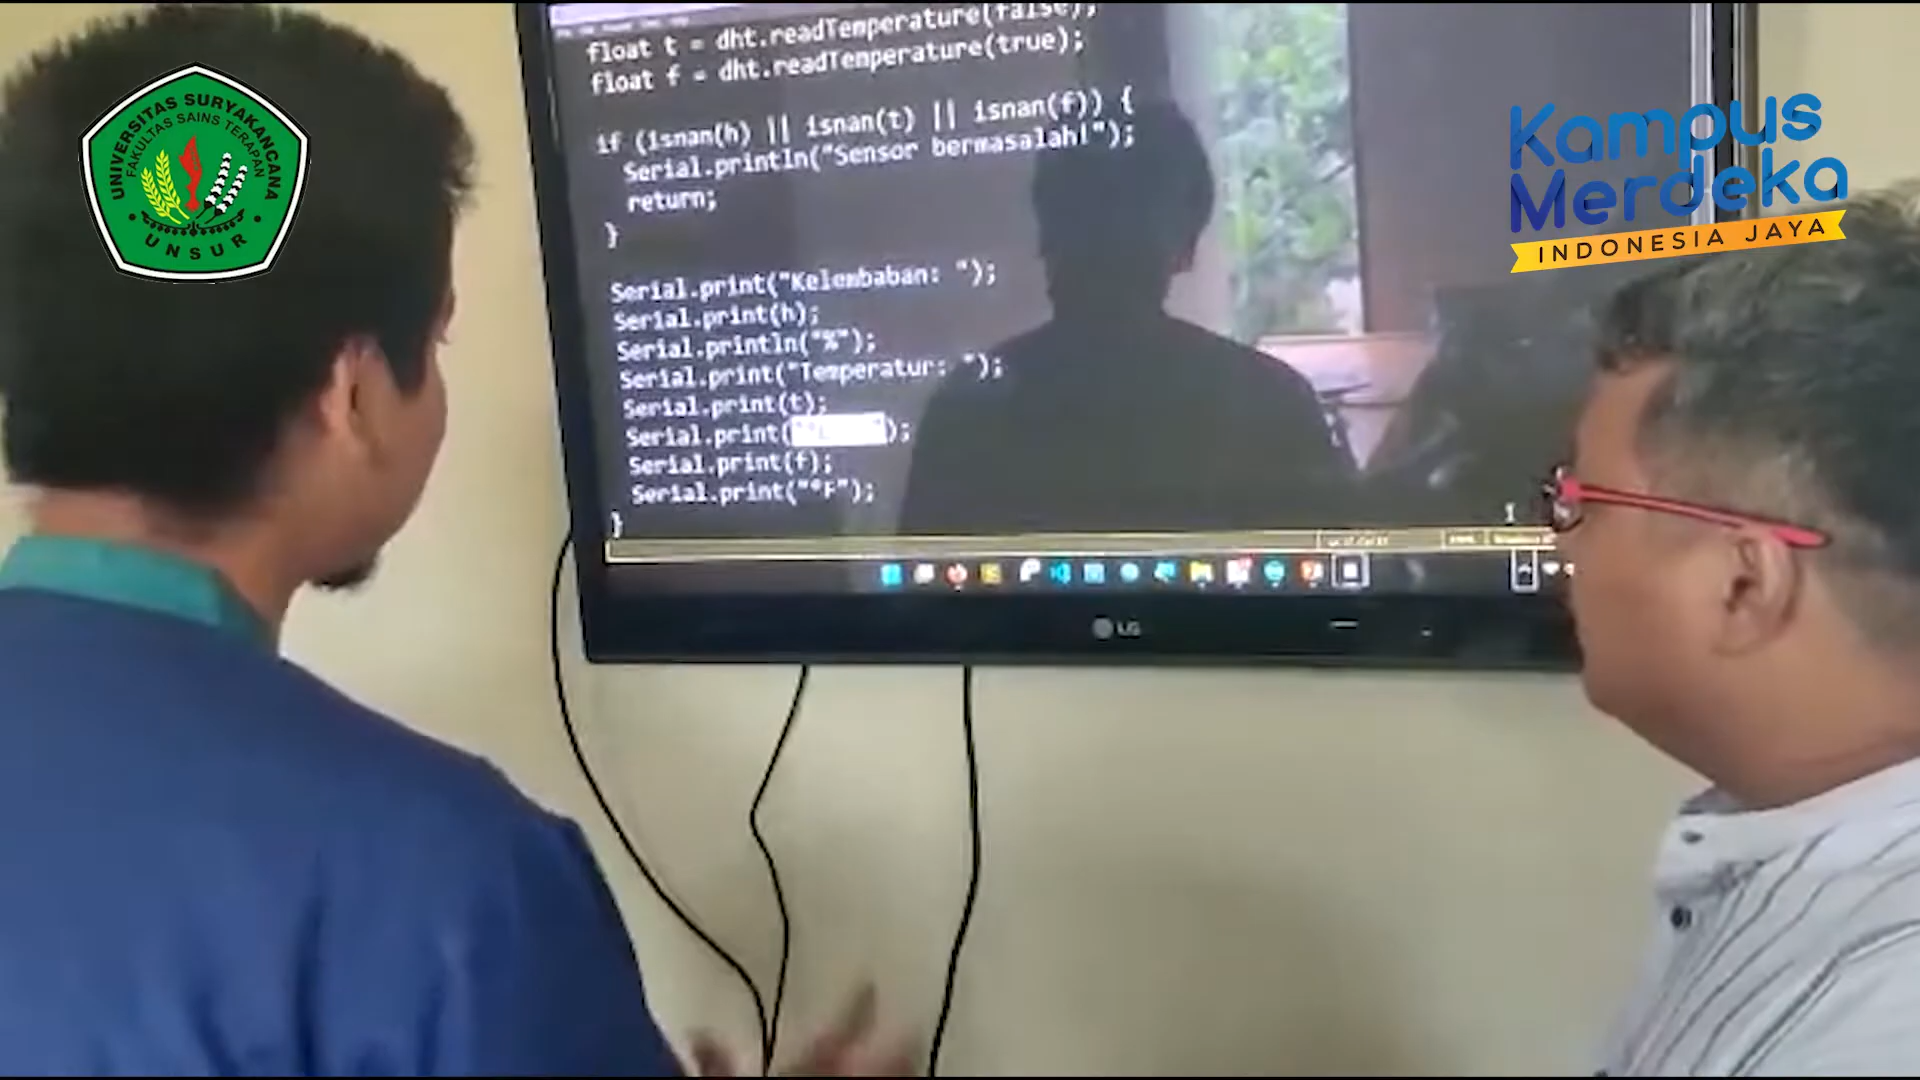 float t = dht.readTemperature(false);
float f = dht.readTemperature(true);
if (isnan(h) || isnan(t) || isnan(f)) {
Serial.println("Sensor bermasalah!");
return;
}
Serial.print("Kelembaban: ");
Serial.print(h);
Serial.println("%");
Serial.print("Temperatur: ");
Serial.print(t);
Serial.print( );
Serial.print(f);
Serial.print("°F");
}
LG
UNIVERSITAS SURYAKANCANA
FAKULTAS SAINS TERAPAN
UNSUR
Kampus
Merdeka
INDONESIA JAYA